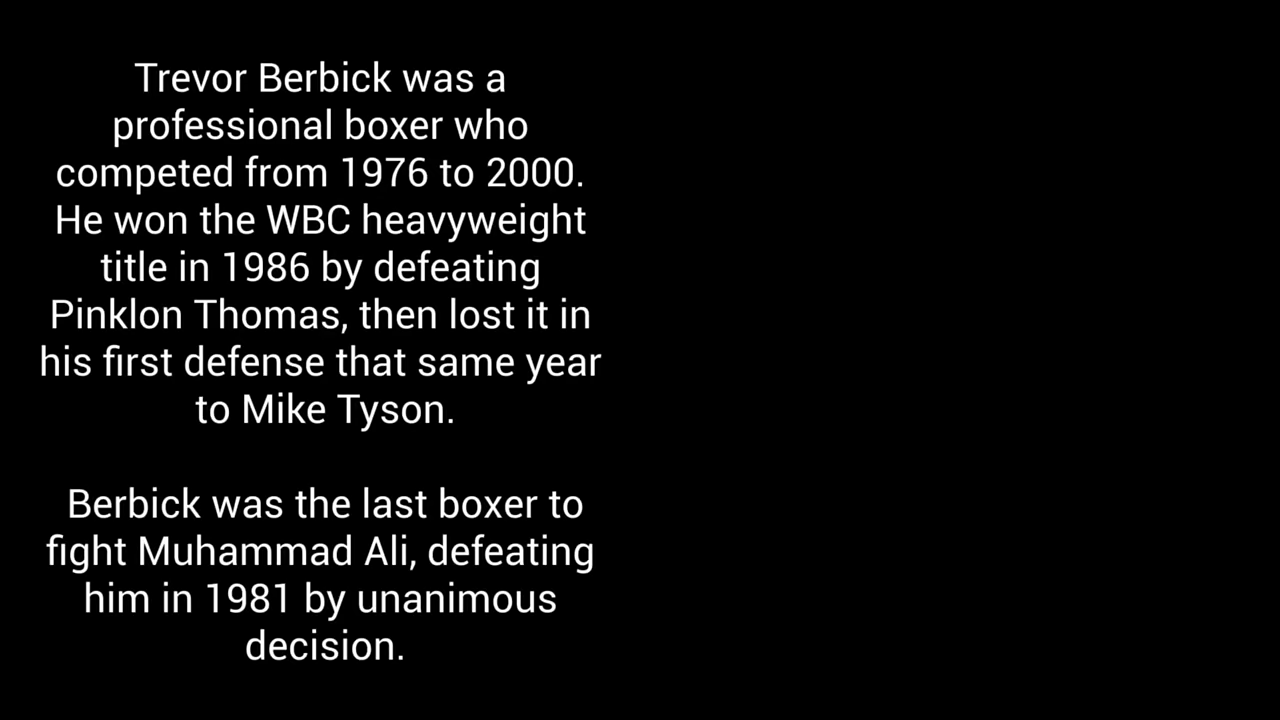 Trevor Berbick was a
professional boxer who
competed from 1976 to 2000.
He won the WBC heavyweight
title in 1986 by defeating
Pinklon Thomas, then lost it in
his first defense that same year
to Mike Tyson.
Berbick was the last boxer to
fight Muhammad Ali, defeating
him in 1981 by unanimous
decision.